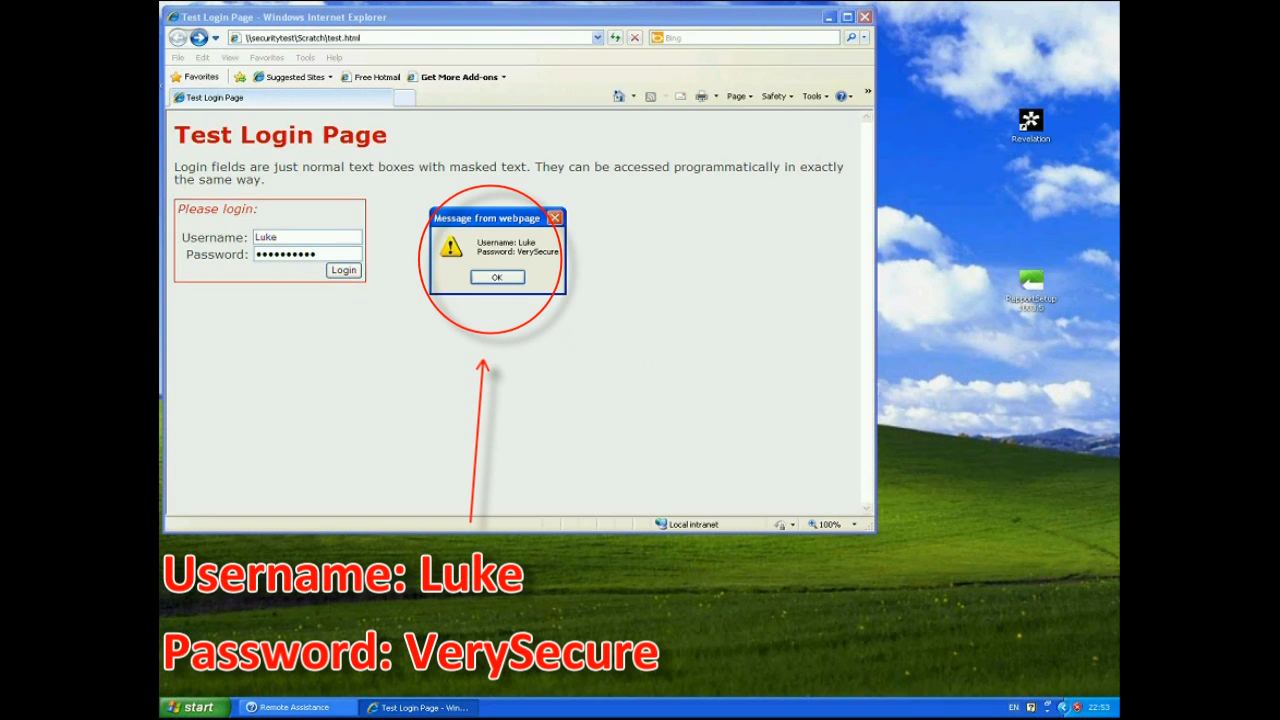 Test Login Page - Windows Internet Explorer
\\securitytest\Scratch\test.html
Bing
File Edit View Favorites Tools Help
Favorites Suggested Sites Free Hotmail Get More Add-ons
Test Login Page
Page Safety Tools
Test Login Page
Login fields are just normal text boxes with masked text. They can be accessed programmatically in exactly
the same way.
Please login:
Username: Luke
Password: ••••••••••
Login
Message from webpage
Username: Luke
Password: VerySecure
OK
Revelation
Local intranet
100%
Username: Luke
Password: VerySecure
start Remote Assistance Test Login Page - Win...
EN 22:53